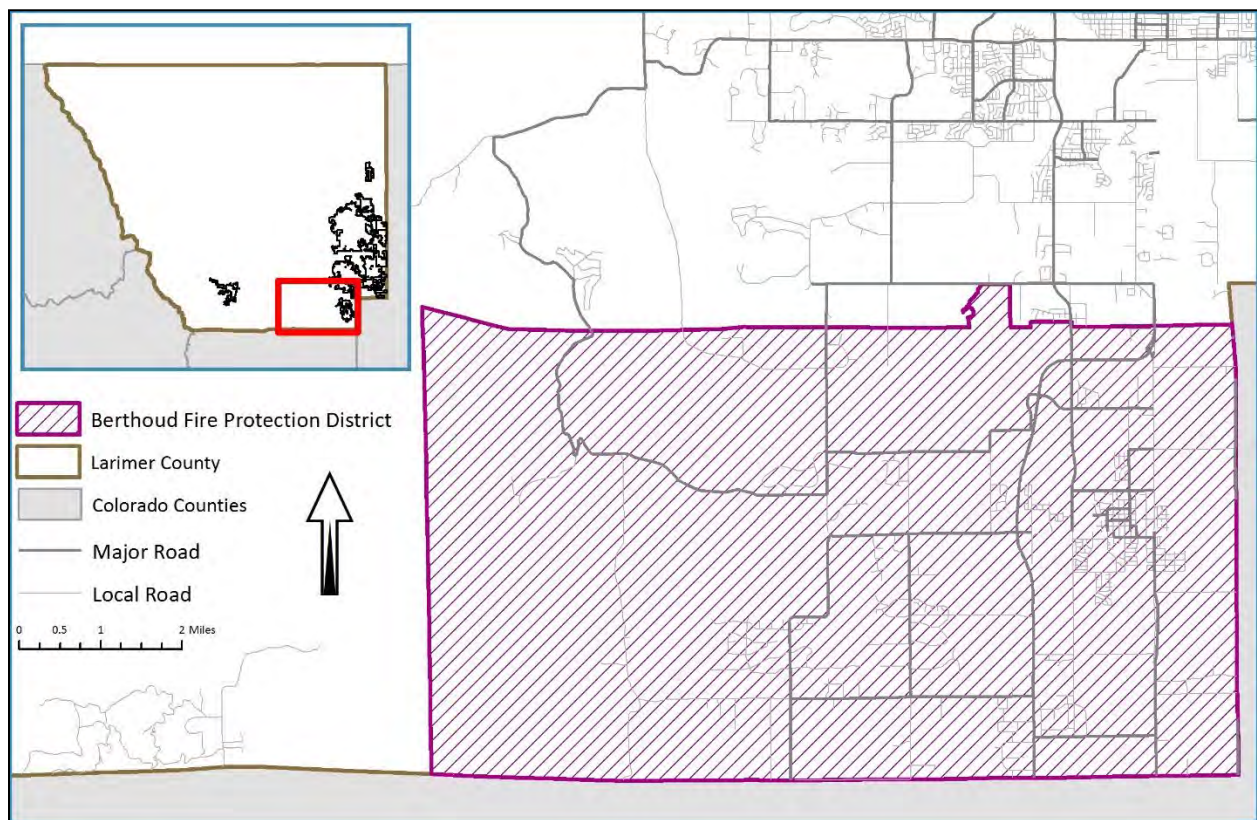 Berthoud Fire Protection District
Larimer County
Colorado Counties
Major Road
Local Road
0 0.5 1 2 Miles